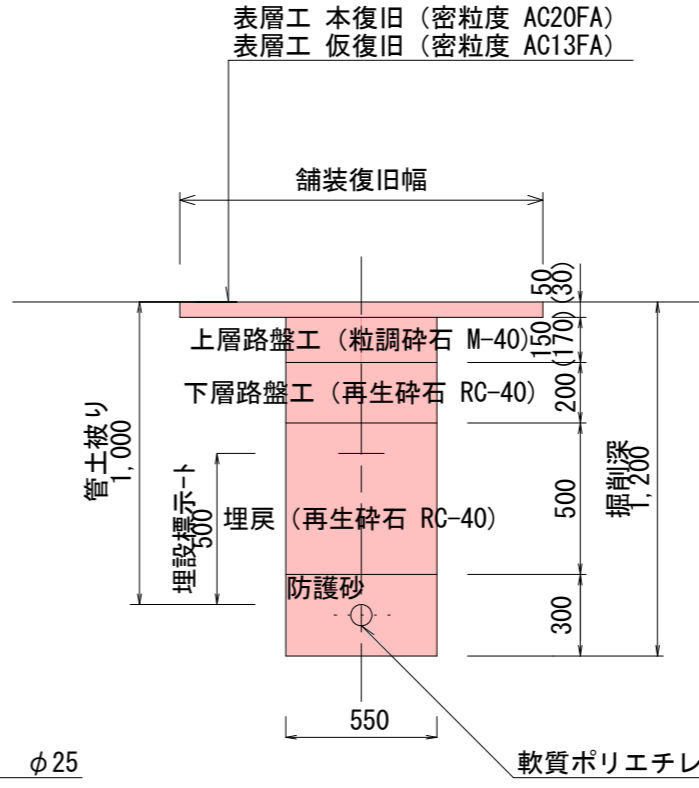 表層工 本復旧（密粒度 AC20FA）
表層工 仮復旧（密粒度 AC13FA）
舗装復旧幅
50
(30)
上層路盤工（粒調砕石 M-40）
150
(170)
下層路盤工（再生砕石 RC-40）
200
管土被り
1,000
埋設標示ート
500
埋戻（再生砕石 RC-40）
500
掘削深
1,200
防護砂
300
550
φ25
軟質ポリエチレ